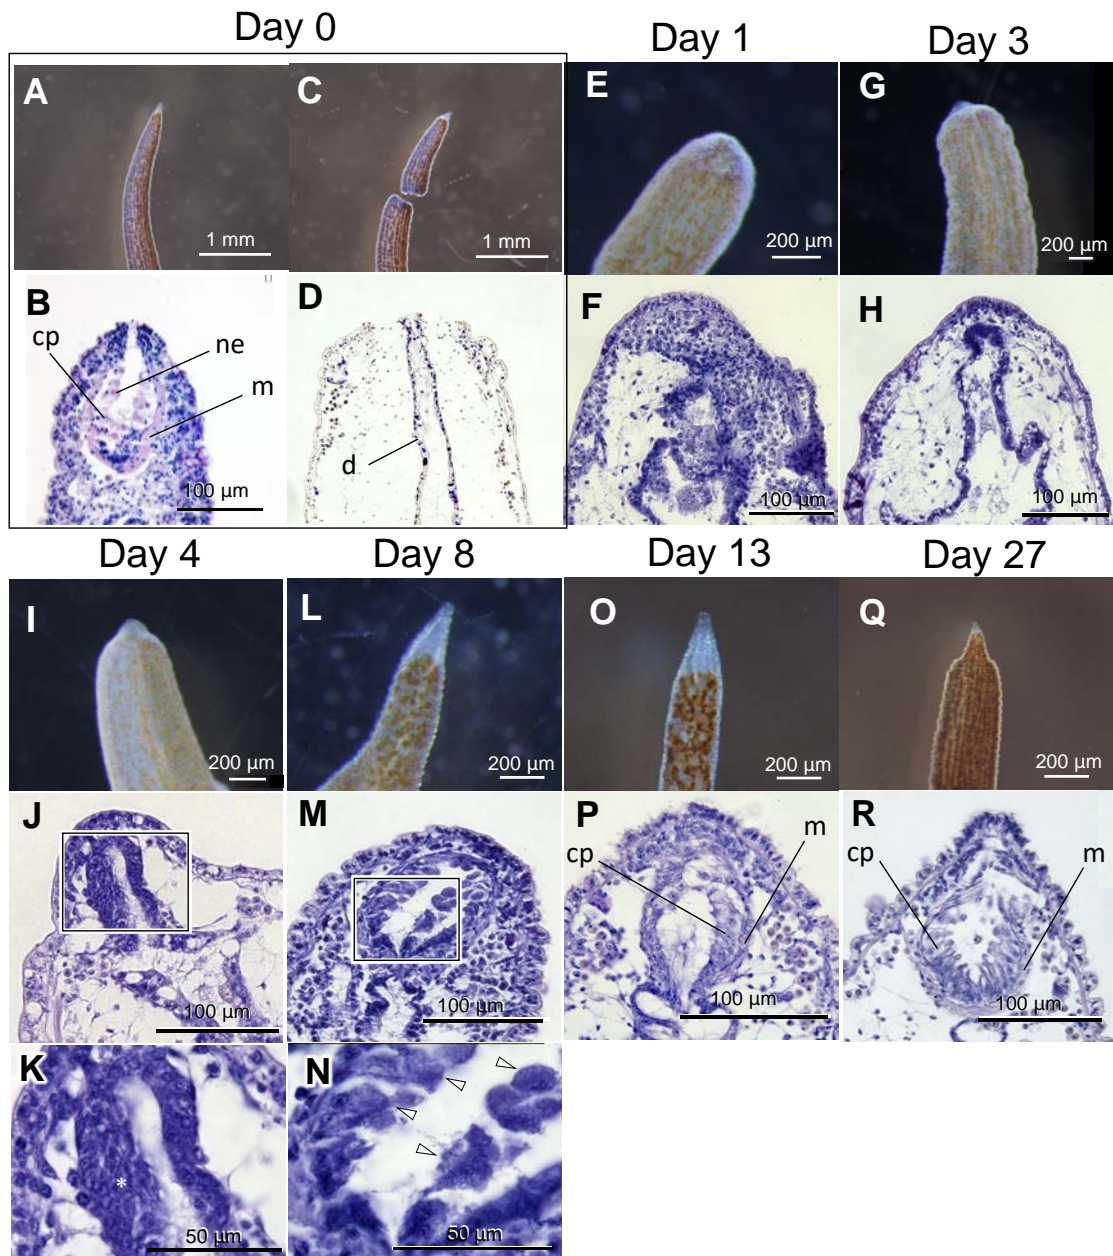 Day 0
Day 1
Day 3
A
1 mm
C
1 mm
E
200 µm
G
200 µm
B
cp
ne
m
100 µm
D
d
F
100 µm
H
100 µm
Day 4
Day 8
Day 13
Day 27
I
200 µm
L
200 µm
O
200 µm
Q
200 µm
J
100 µm
M
100 µm
P
cp
m
100 µm
R
cp
m
100 µm
K
*
50 µm
N
50 µm